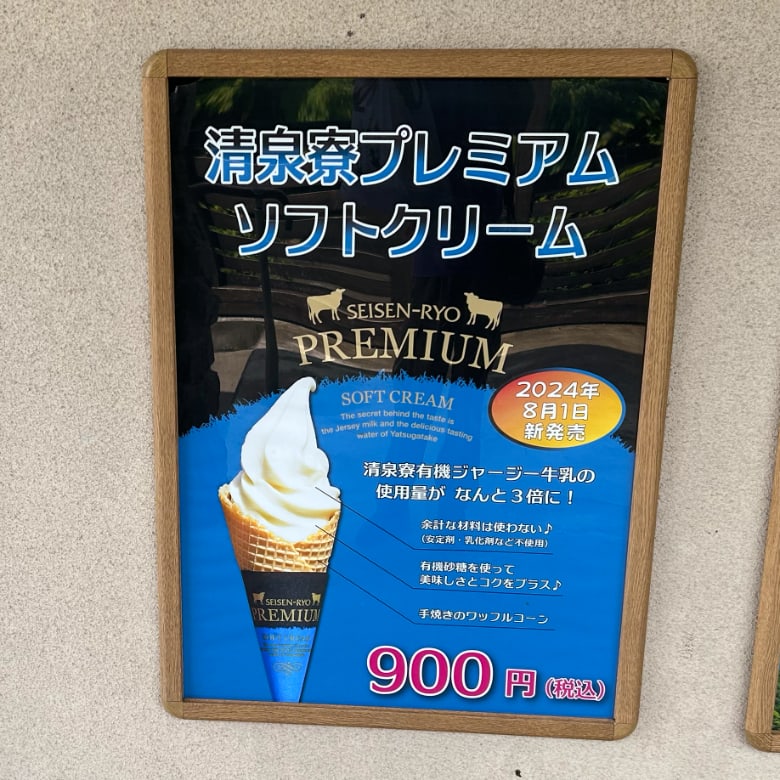 清泉寮プレミアム
ソフトクリーム
SEISEN-RYO
PREMIUM
SOFT CREAM
The secret behind the taste is
the Jersey milk and the delicious tasting
water of Yatsugatake
2024年
8月1日
新発売
清泉寮有機ジャージー牛乳の
使用量が なんと3倍に!
余計な材料は使わない♪
(安定剤・乳化剤など不使用)
有機砂糖を使って
美味しさとコクをプラス♪
手焼きのワッフルコーン
SEISEN-RYO
PREMIUM
900円(税込)